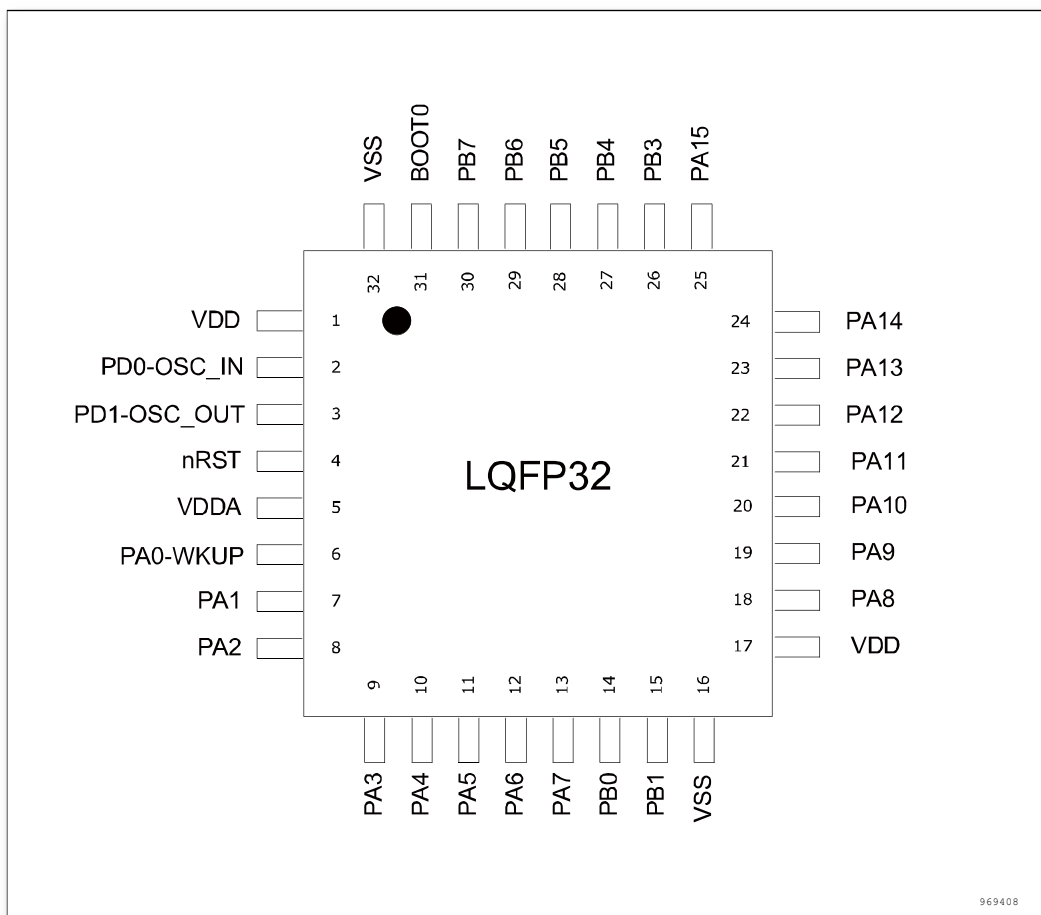 VSS
BOOT0
PB7
PB6
PB5
PB4
PB3
PA15
32
31
30
29
28
27
26
25
VDD 1
PD0-OSC_IN 2
PD1-OSC_OUT 3
nRST 4
VDDA 5
PA0-WKUP 6
PA1 7
PA2 8
LQFP32
24 PA14
23 PA13
22 PA12
21 PA11
20 PA10
19 PA9
18 PA8
17 VDD
9
10
11
12
13
14
15
16
PA3
PA4
PA5
PA6
PA7
PB0
PB1
VSS
969408